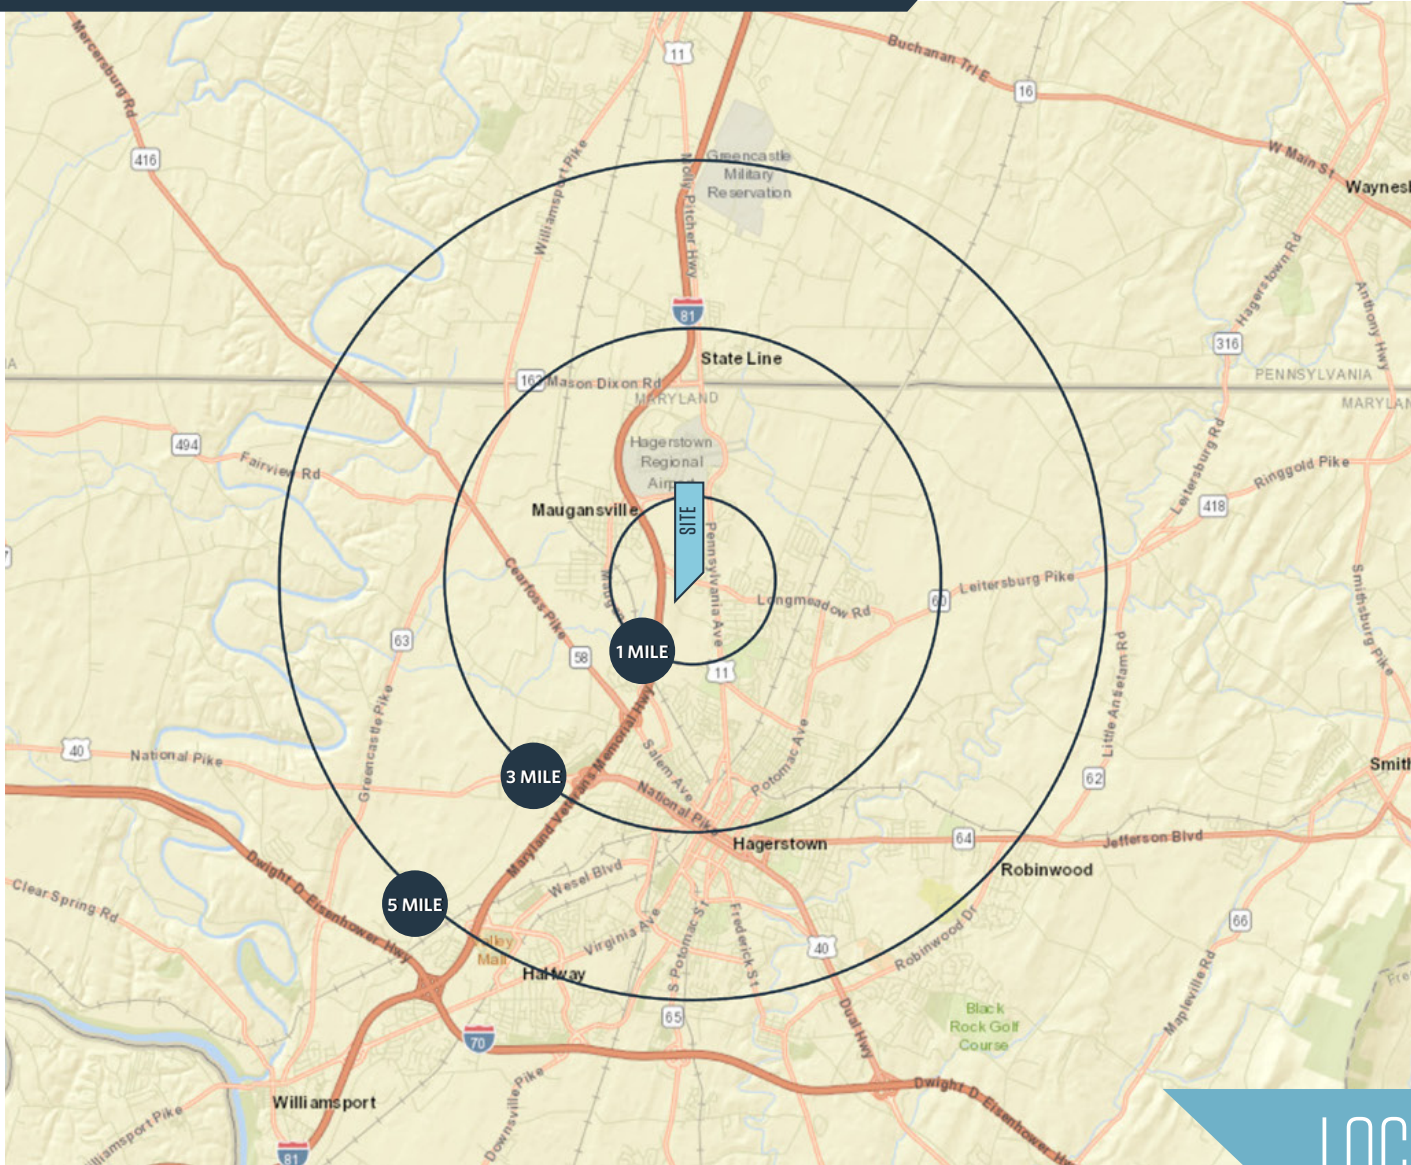 Mercersburg Rd
11
Buchanan Trl E
16
416
Williamsport Pike
Greencastle
Military
Reservation
Molly Pitcher Hwy
W Main St
Hagerstown Rd
Anthony Hwy
81
316
State Line
163
Mason Dixon Rd
MARYLAND
PENNSYLVANIA
494
Fairview Rd
Hagerstown
Regional
Leitersburg Rd
Ringgold Pike
418
Maugansville
SITE
Pennsylvania Ave
Cearfoss Pike
Longmeadow Rd
60
Leitersburg Pike
Smithsburg Pike
63
58
1 MILE
11
Greencastle Pike
Little Antietam Rd
40
National Pike
Maryland Veterans Memorial Hwy
Salem Ave
Potomac Ave
3 MILE
National Pike
62
Hagerstown
64
Jefferson Blvd
Robinwood
Dwight D Eisenhower Hwy
Wesel Blvd
Clear Spring Rd
5 MILE
Virginia Ave
S Potomac St
Frederick St
40
Robinwood Dr
66
Mall
Halfway
65
Dual Hwy
Black
Rock Golf
Course
Mapleville Rd
70
Downsville Pike
Dwight D Eisenhower
Williamsport
81